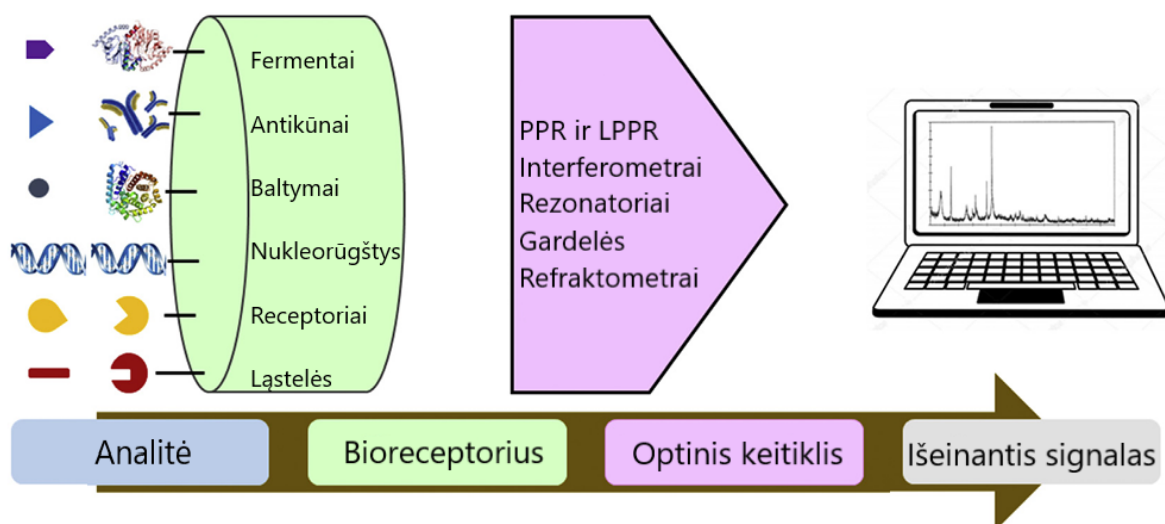 Fermentai
Antikūnai
Baltymai
Nukleorūgštys
Receptoriai
Ląstelės
PPR ir LPPR
Interferometrai
Rezonatoriai
Gardelės
Refraktometrai
Analitė
Bioreceptorius
Optinis keitiklis
Išeinantis signalas